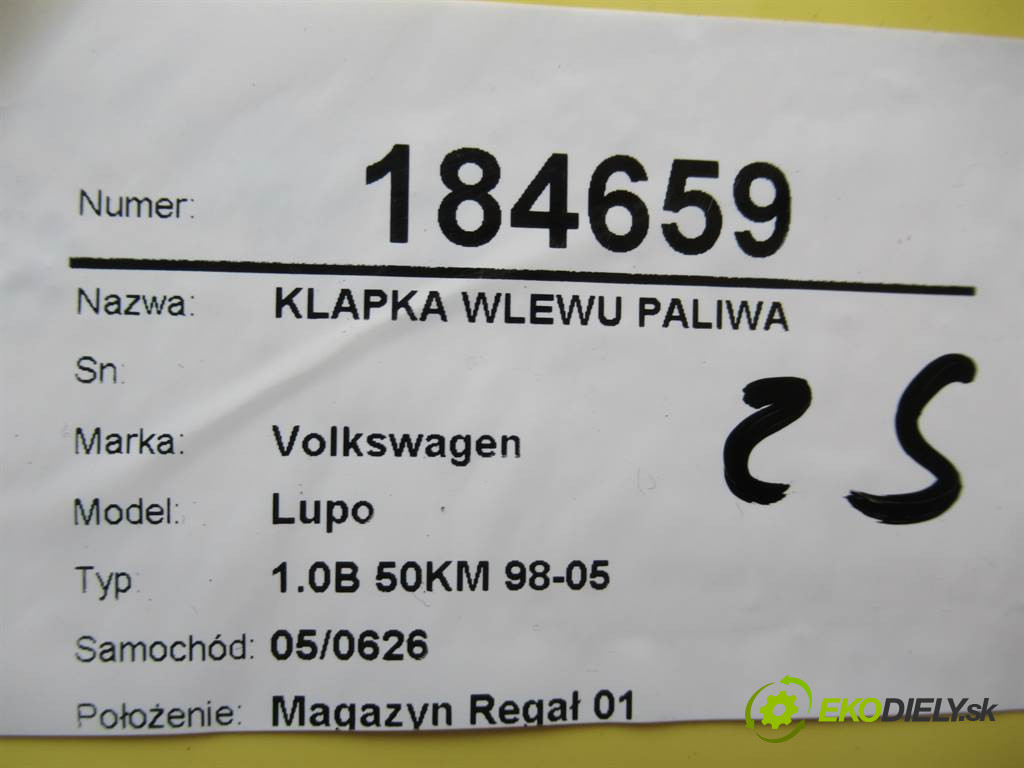 Numer: 184659
Nazwa: KLAPKA WLEWU PALIWA
Sn:
Marka: Volkswagen
25
Model: Lupo
Typ: 1.0B 50KM 98-05
Samochód: 05/0626
Położenie: Magazyn Regał 01
EKODIELY.sk